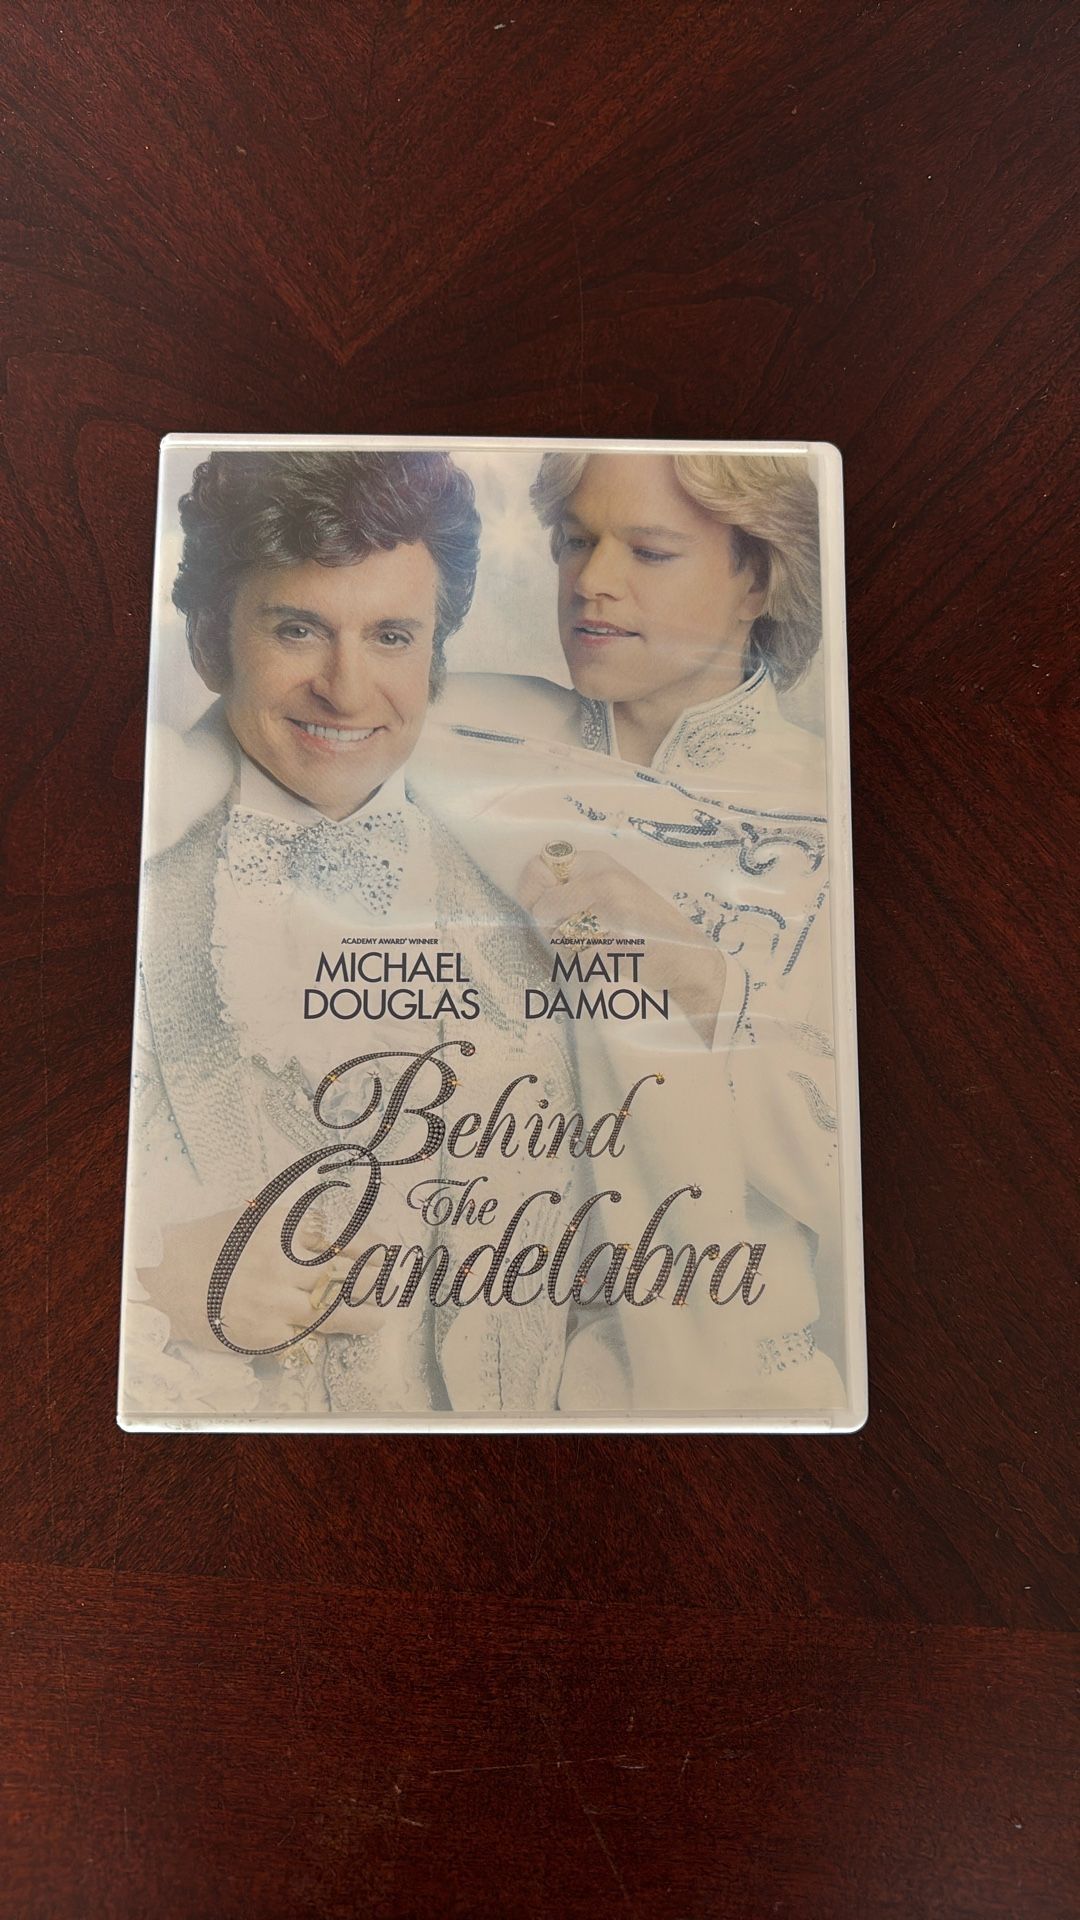 ACADEMY AWARD® WINNER
MICHAEL
DOUGLAS
ACADEMY AWARD® WINNER
MATT
DAMON
Behind
The
Candelabra